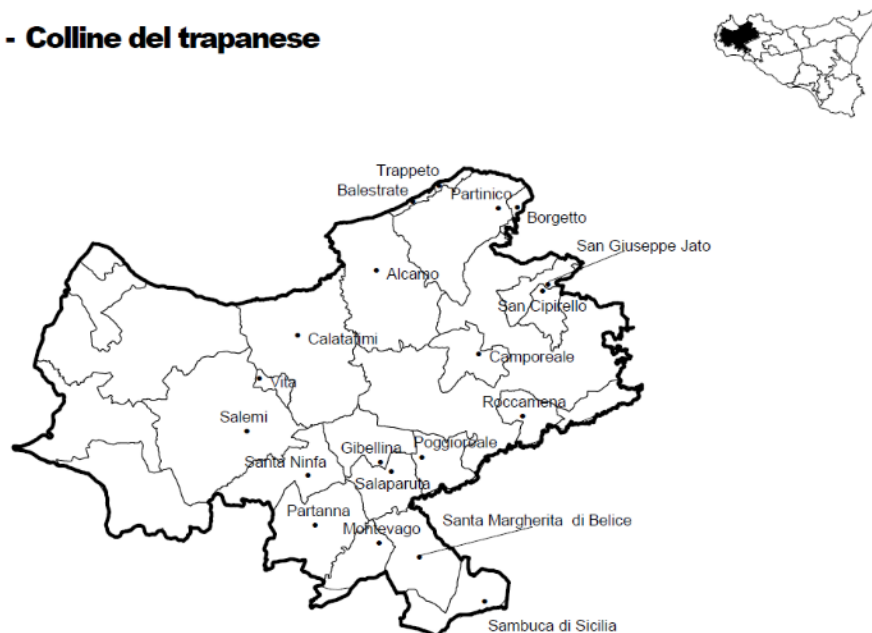 - Colline del trapanese
Trappeto
Balestrate
Partinico
Borgetto
San Giuseppe Jato
Alcamo
San Cipirello
Calatafimi
Camporeale
Vita
Roccamena
Salemi
Gibellina
Poggioreale
Santa Ninfa
Salaparuta
Partanna
Montevago
Santa Margherita di Belice
Sambuca di Sicilia